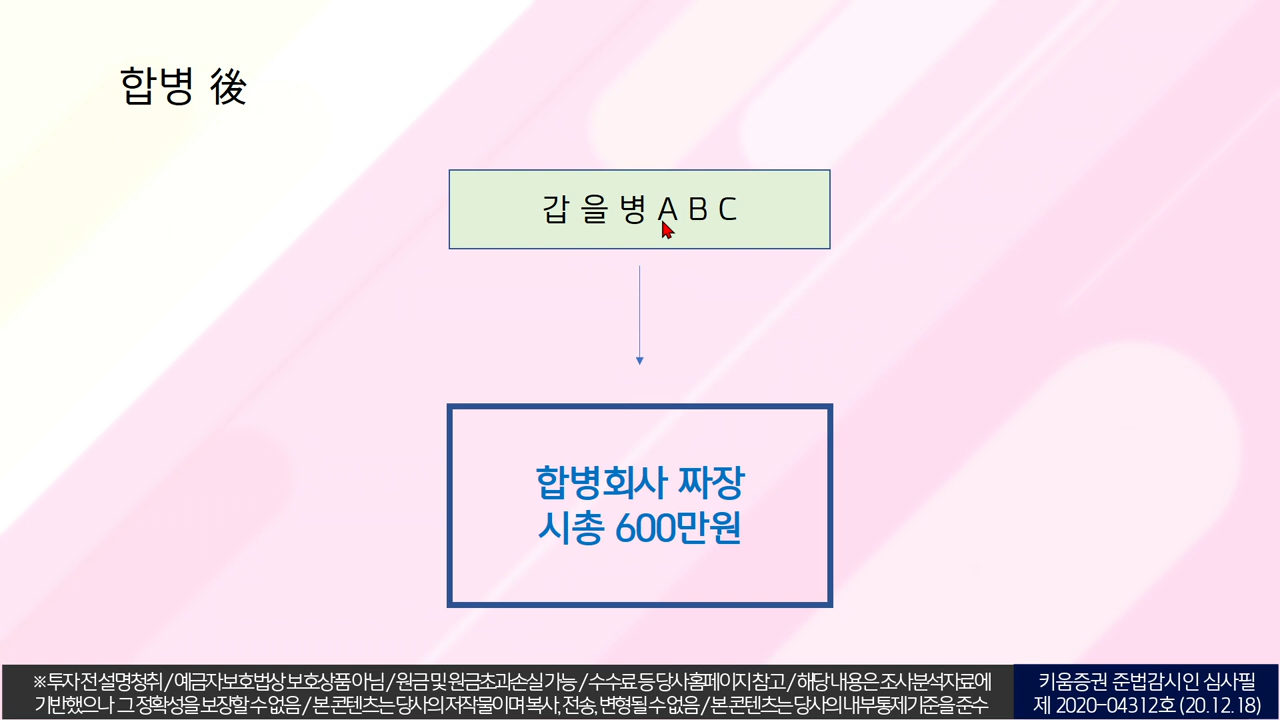 합병 後
갑 을 병 A B C
합병회사 짜장
시총 600만원
※투자 전 설명청취 / 예금자보호법상 보호상품 아님 / 원금 및 원금초과손실 가능 / 수수료 등 당사홈페이지 참고 / 해당 내용은 조사분석자료에
기반했으나 그 정확성을 보장할 수 없음 / 본 콘텐츠는 당사의 저작물이며 복사, 전송, 변형될 수 없음 / 본 콘텐츠는 당사의 내부통제기준을 준수
키움증권 준법감시인 심사필
제 2020-04312호 (20.12.18)